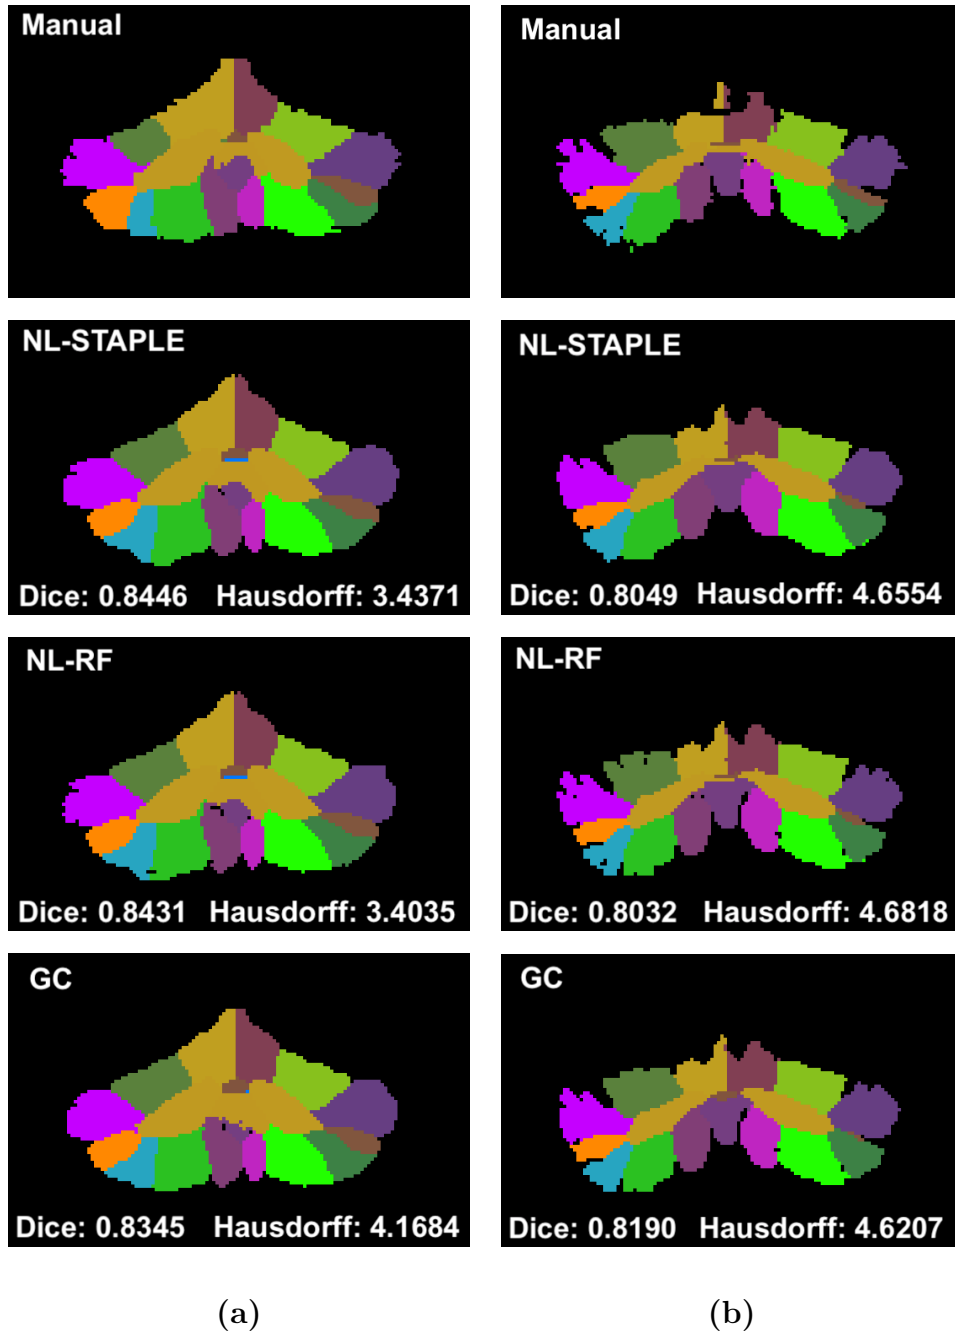 Manual
Manual
NL-STAPLE
NL-STAPLE
Dice: 0.8446 Hausdorff: 3.4371
Dice: 0.8049 Hausdorff: 4.6554
NL-RF
NL-RF
Dice: 0.8431 Hausdorff: 3.4035
Dice: 0.8032 Hausdorff: 4.6818
GC
GC
Dice: 0.8345 Hausdorff: 4.1684
Dice: 0.8190 Hausdorff: 4.6207
(a)
(b)